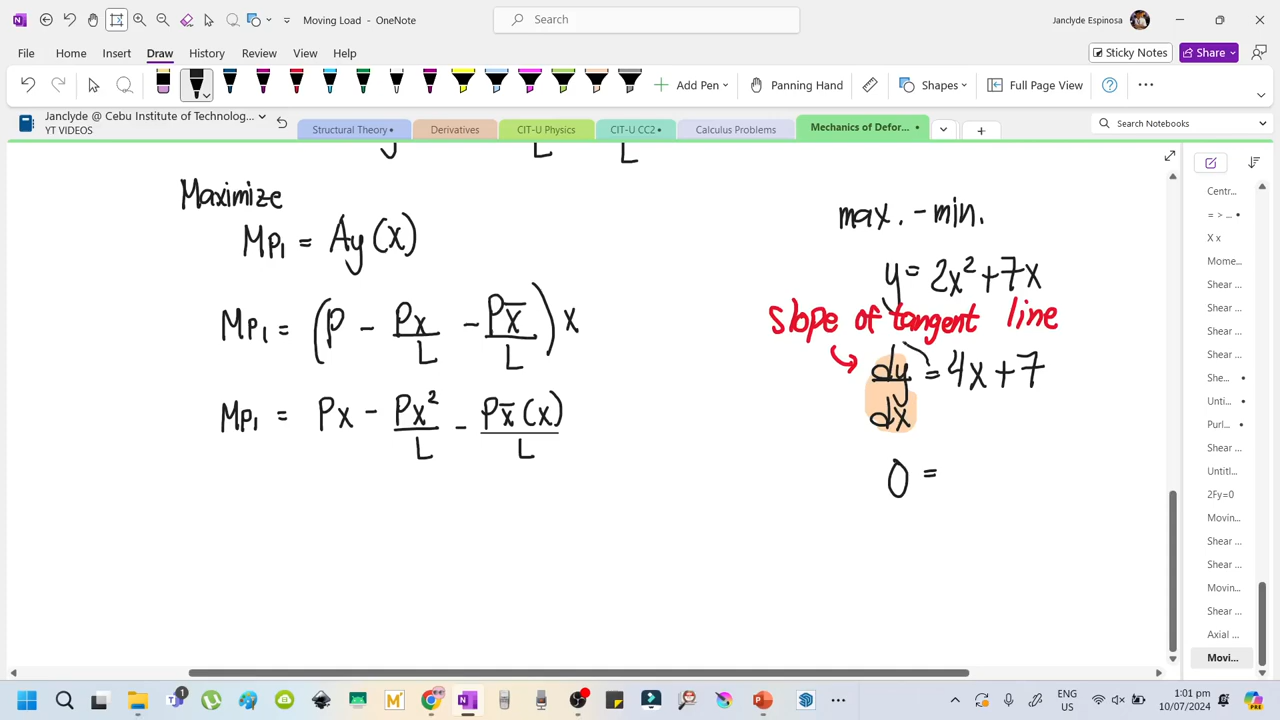 Moving Load - OneNote
Search
Janclyde Espinosa
File Home Insert Draw History Review View Help
Sticky Notes
Share
Add Pen
Panning Hand
Shapes
Full Page View
Janclyde @ Cebu Institute of Technolog...
YT VIDEOS
Structural Theory
Derivatives
CIT-U Physics
CIT-U CC2
Calculus Problems
Mechanics of Defor...
Search Notebooks
y L L
Maximize
Mp1 = Ay(x)
Mp1 = (P - Px/L - Px̄/L) x
Mp1 = Px - Px²/L - Px̄(x)/L
max. - min.
y = 2x² + 7x
slope of tangent line
dy/dx = 4x + 7
0 =
Centr...
= > ...
X x
Mome...
Shear ...
Shear ...
Shear ...
Shear ...
She...
Unti...
Purl...
Shear ...
Untitl...
2Fy=0
Movin...
Shear ...
Shear ...
Movin...
Shear ...
Axial ...
Movi...
1
ENG
US
1:01 pm
10/07/2024